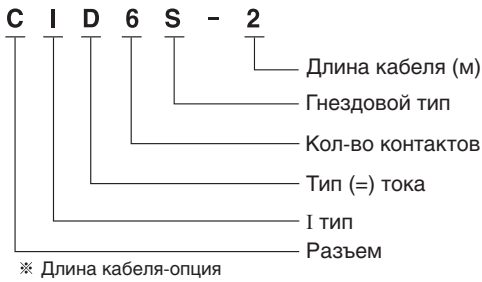 C I D 6 S - 2
Длина кабеля (м)
Гнездовой тип
Кол-во контактов
Тип (=) тока
I тип
Разъем
※ Длина кабеля-опция